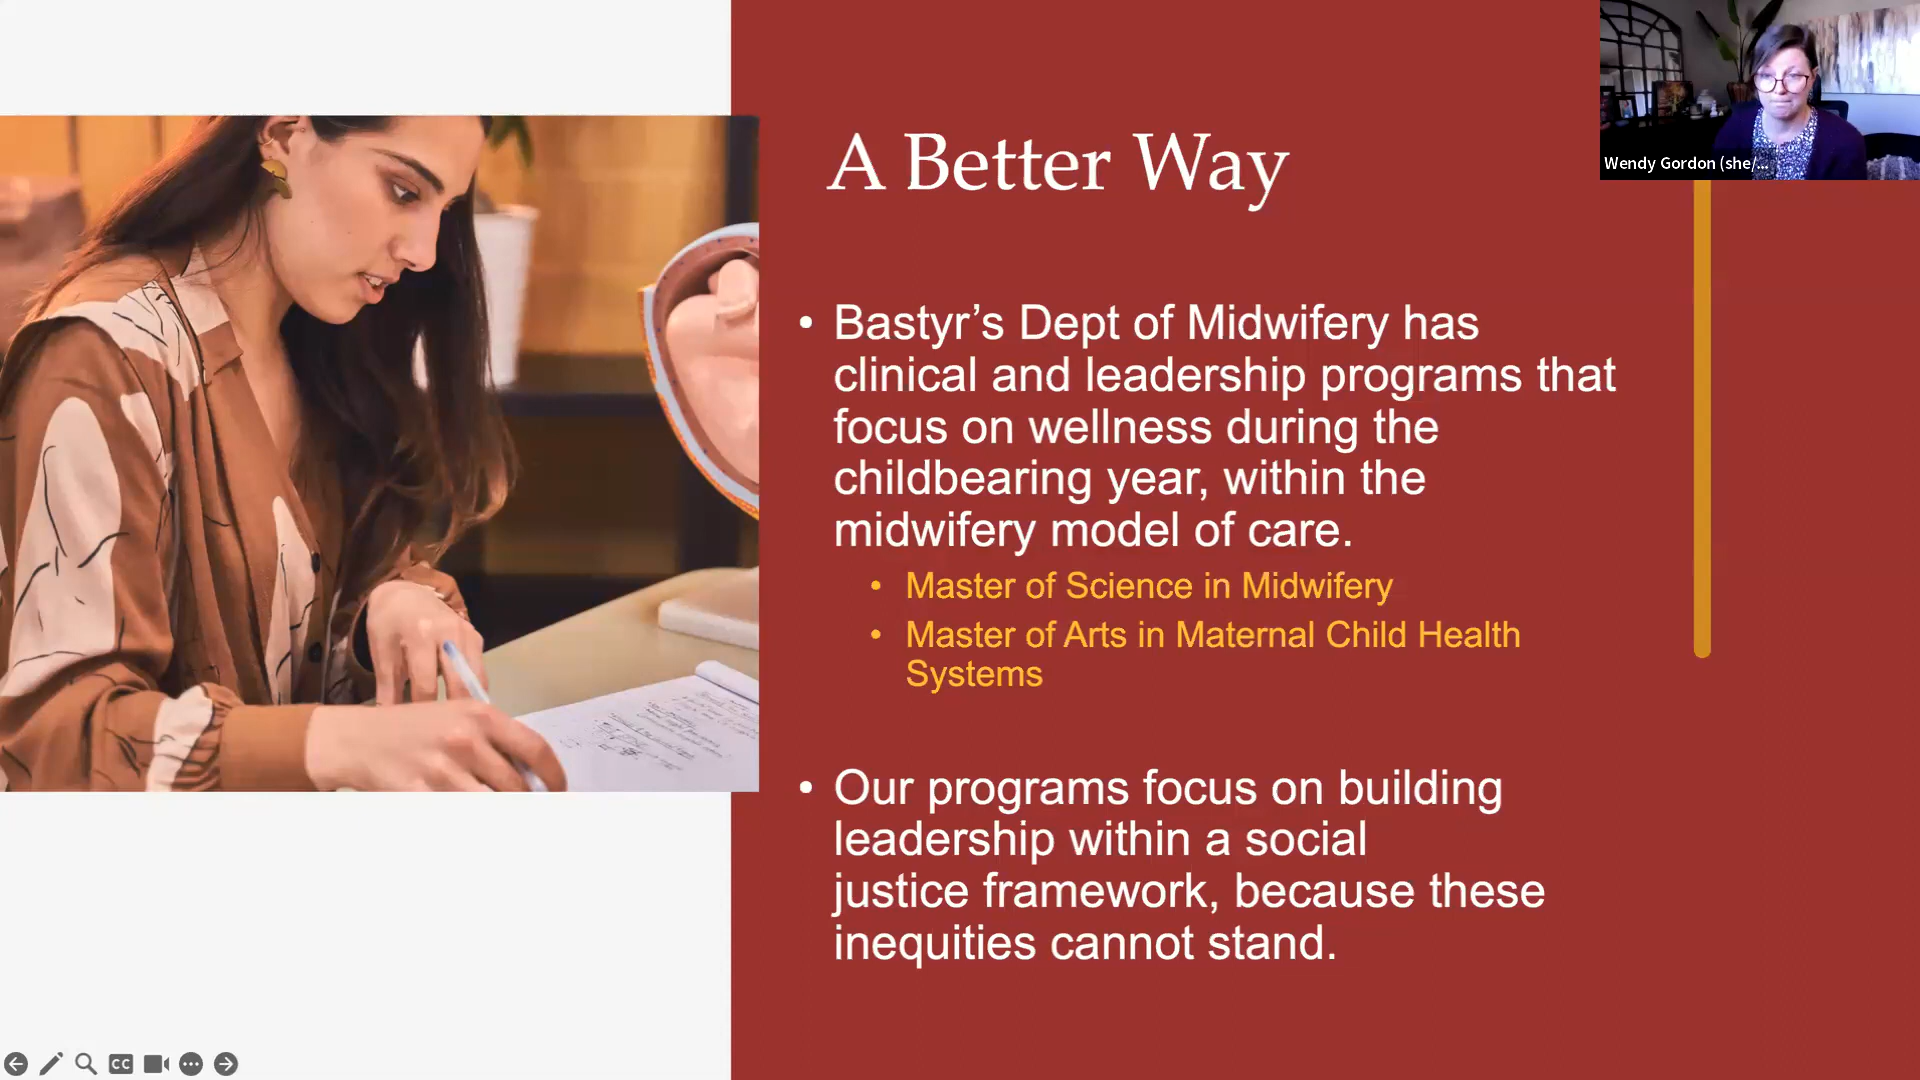 Wendy Gordon (she/...
A Better Way
• Bastyr’s Dept of Midwifery has
clinical and leadership programs that
focus on wellness during the
childbearing year, within the
midwifery model of care.
• Master of Science in Midwifery
• Master of Arts in Maternal Child Health
Systems
• Our programs focus on building
leadership within a social
justice framework, because these
inequities cannot stand.
CC